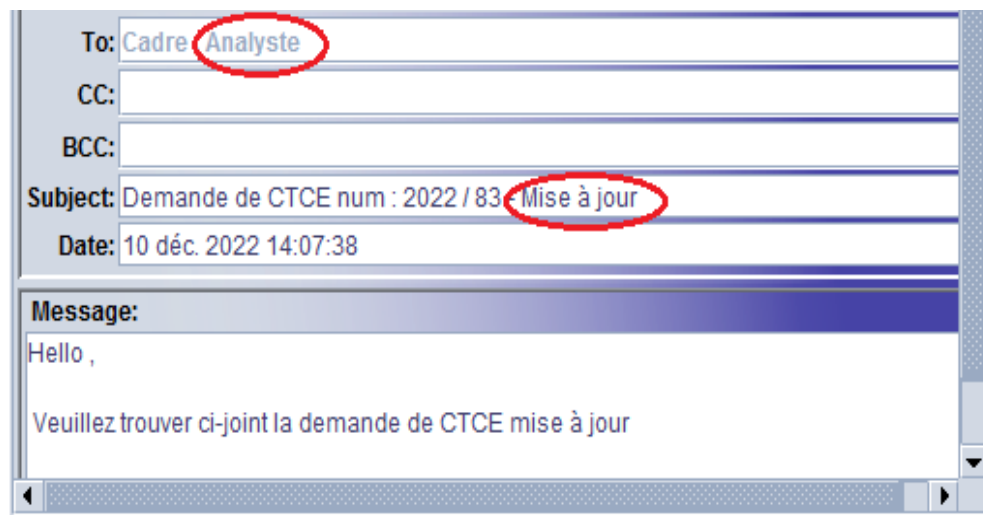 To: Cadre Analyste
CC:
BCC:
Subject: Demande de CTCE num : 2022 / 83 - Mise à jour
Date: 10 déc. 2022 14:07:38
Message:
Hello ,
Veuillez trouver ci-joint la demande de CTCE mise à jour